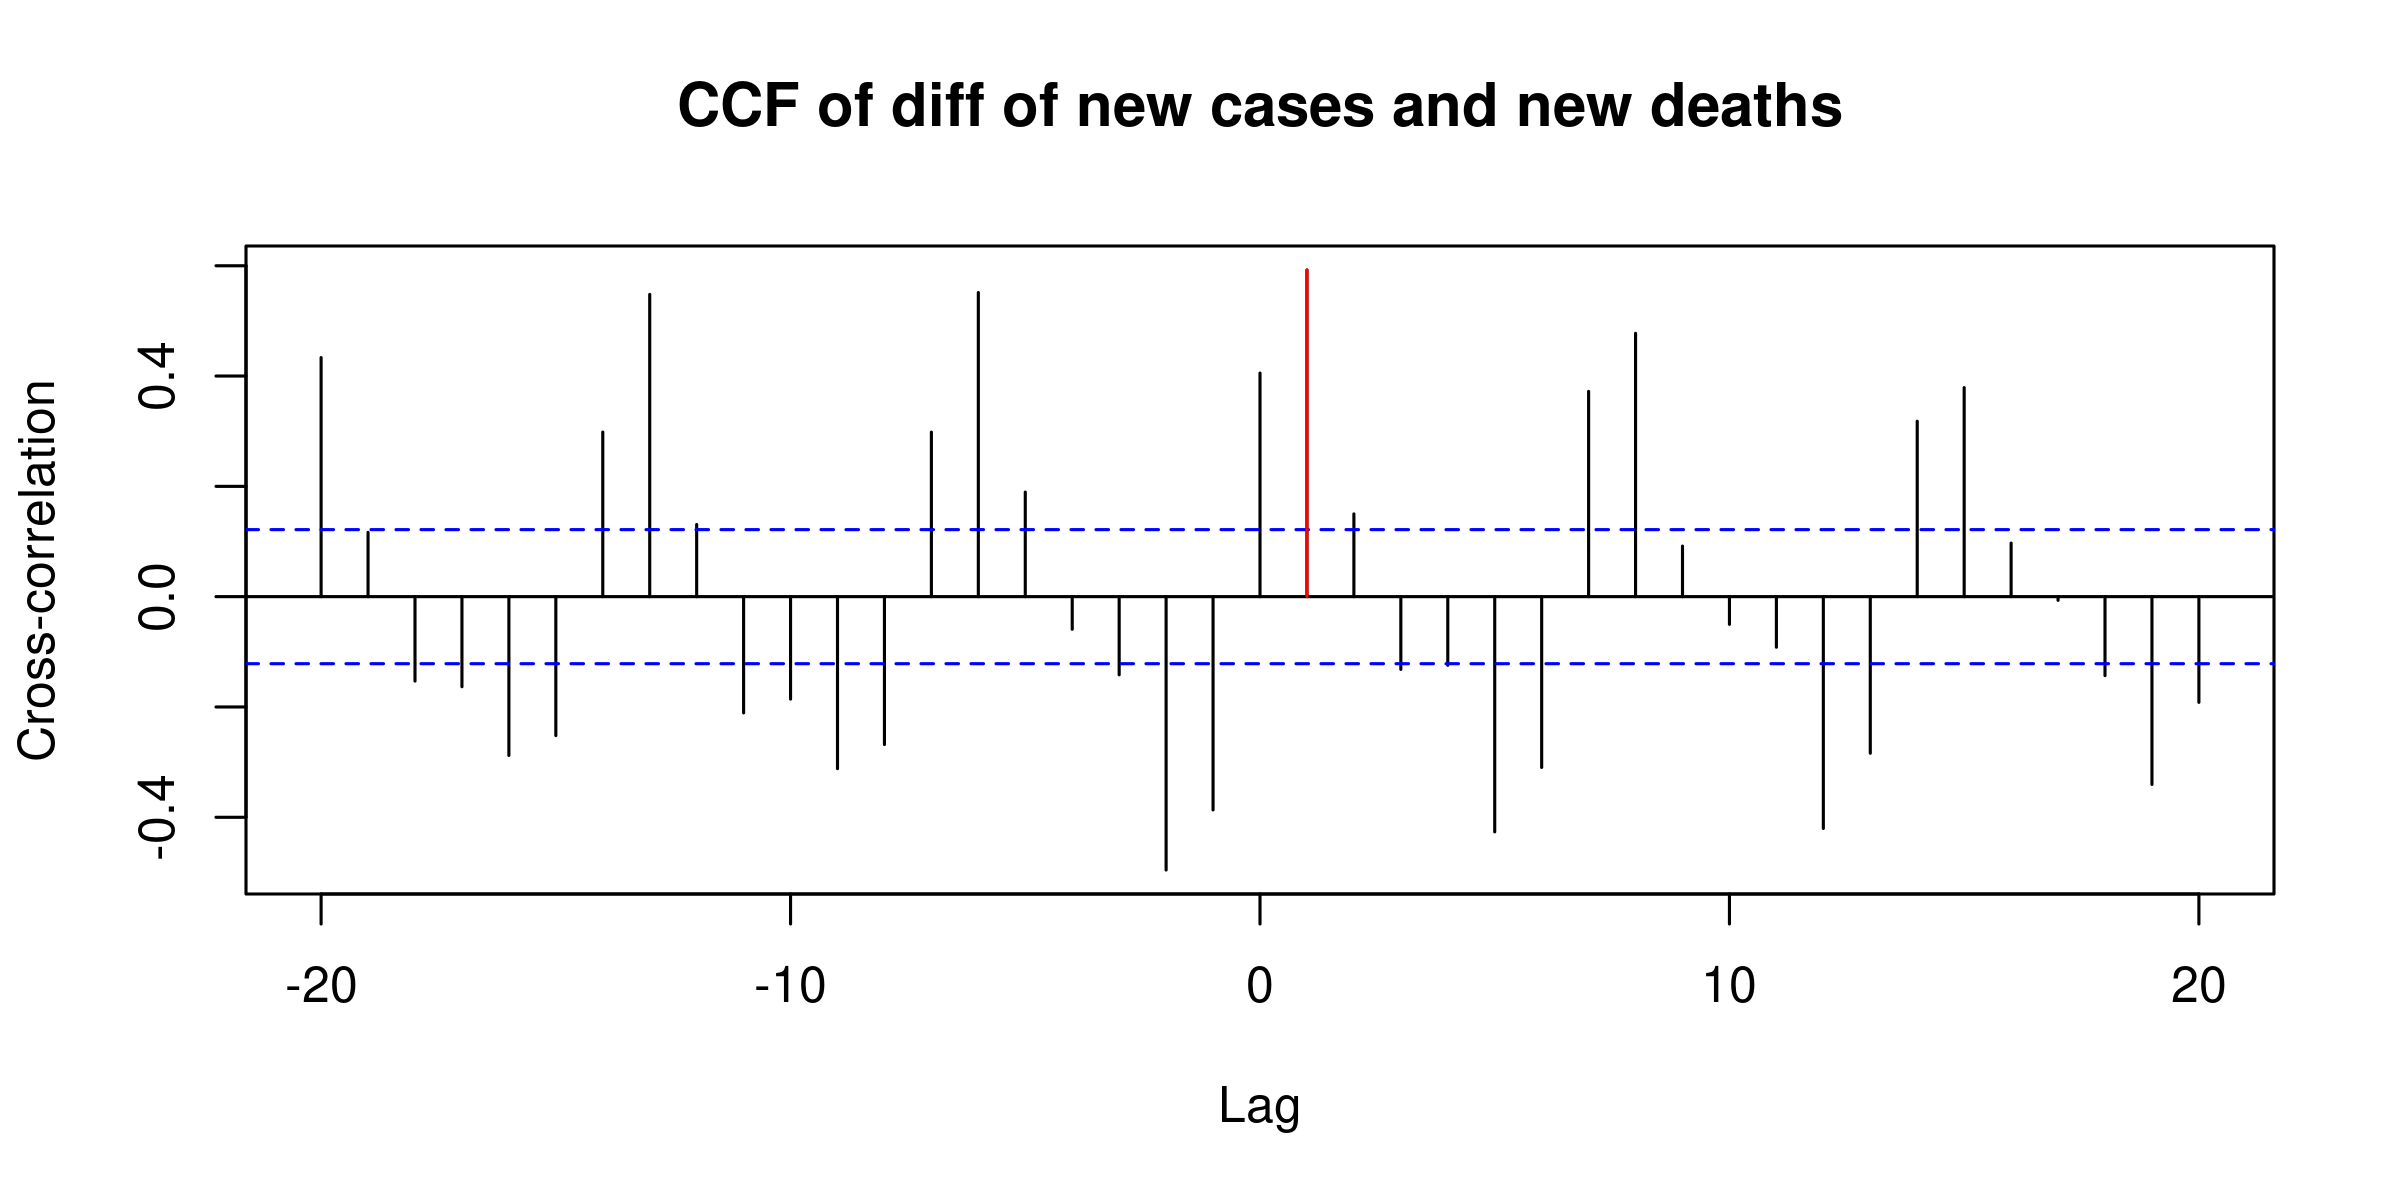 CCF of diff of new cases and new deaths
Cross-correlation
0.4
0.0
-0.4
-20 -10 0 10 20
Lag